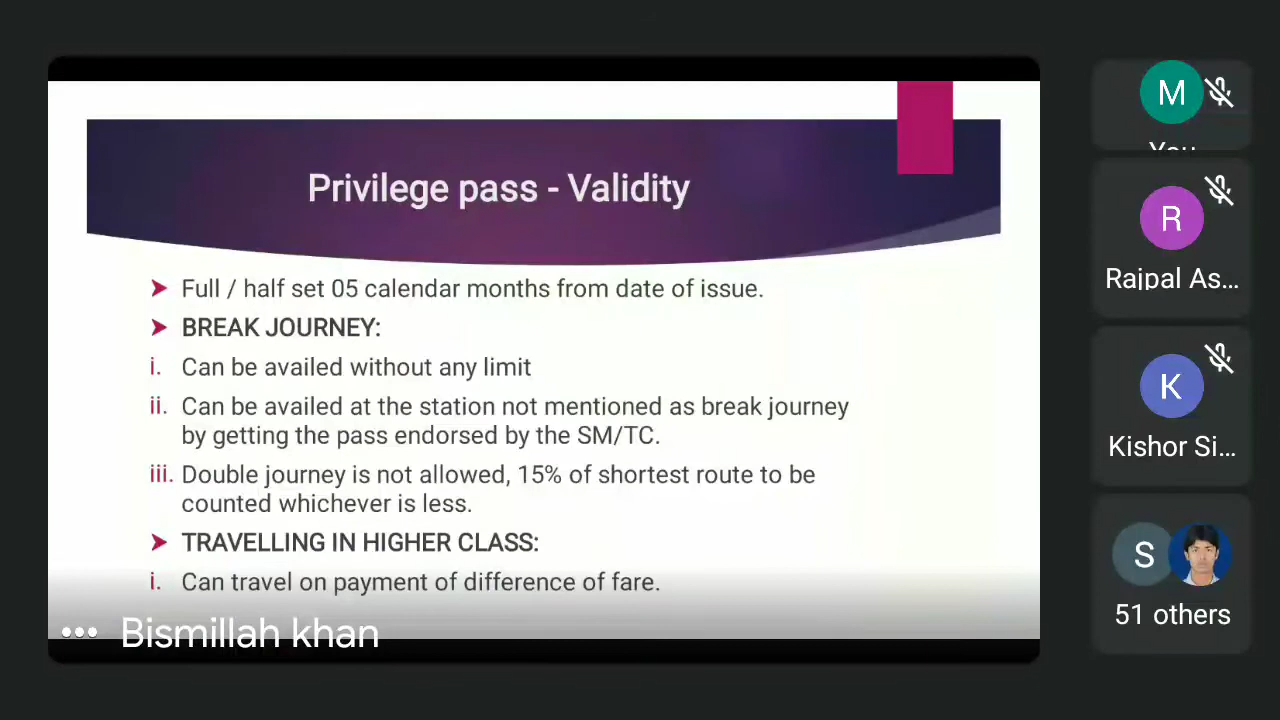 Privilege pass - Validity
Full / half set 05 calendar months from date of issue.
BREAK JOURNEY:
i. Can be availed without any limit
ii. Can be availed at the station not mentioned as break journey
by getting the pass endorsed by the SM/TC.
iii. Double journey is not allowed, 15% of shortest route to be
counted whichever is less.
TRAVELLING IN HIGHER CLASS:
i. Can travel on payment of difference of fare.
Bismillah khan
M
You
R
Rajpal As...
K
Kishor Si...
S
51 others